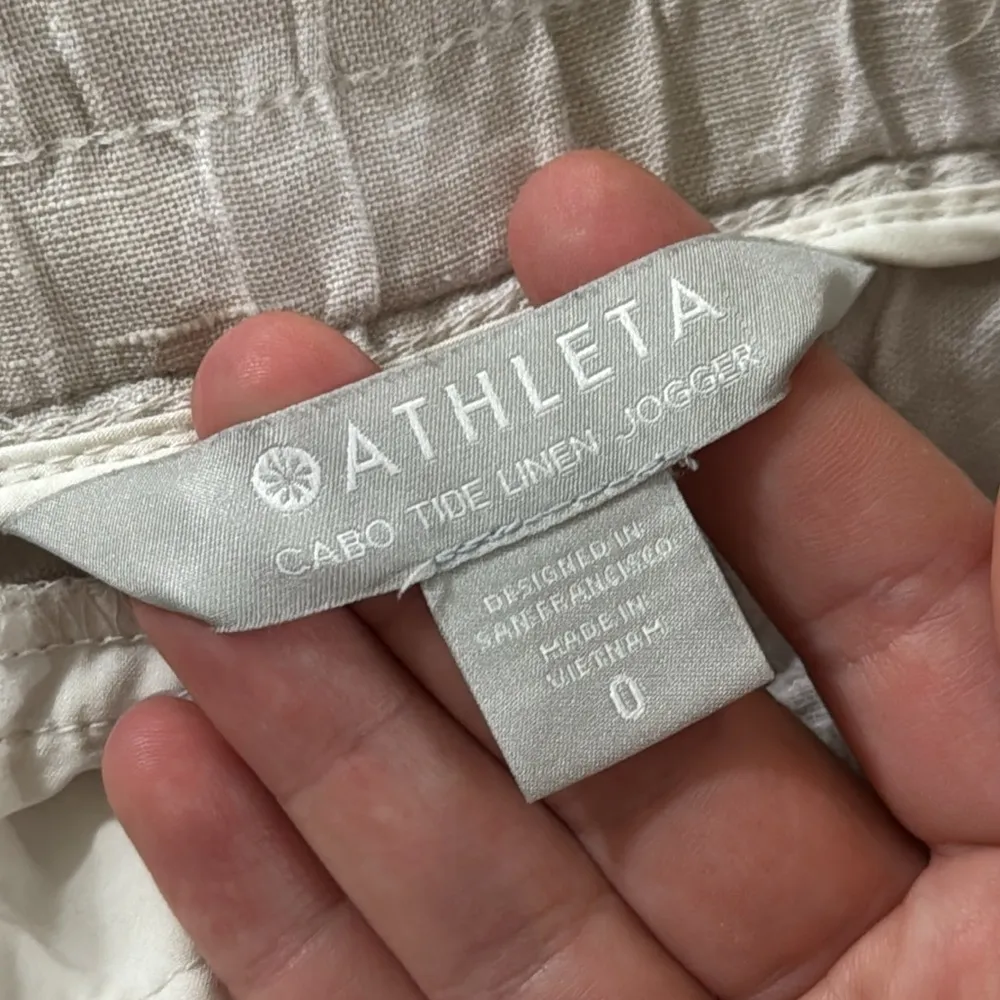 ATHLETA
CABO TIDE LINEN JOGGER
DESIGNED IN
SAN FRANCISCO
MADE IN
VIETNAM
0